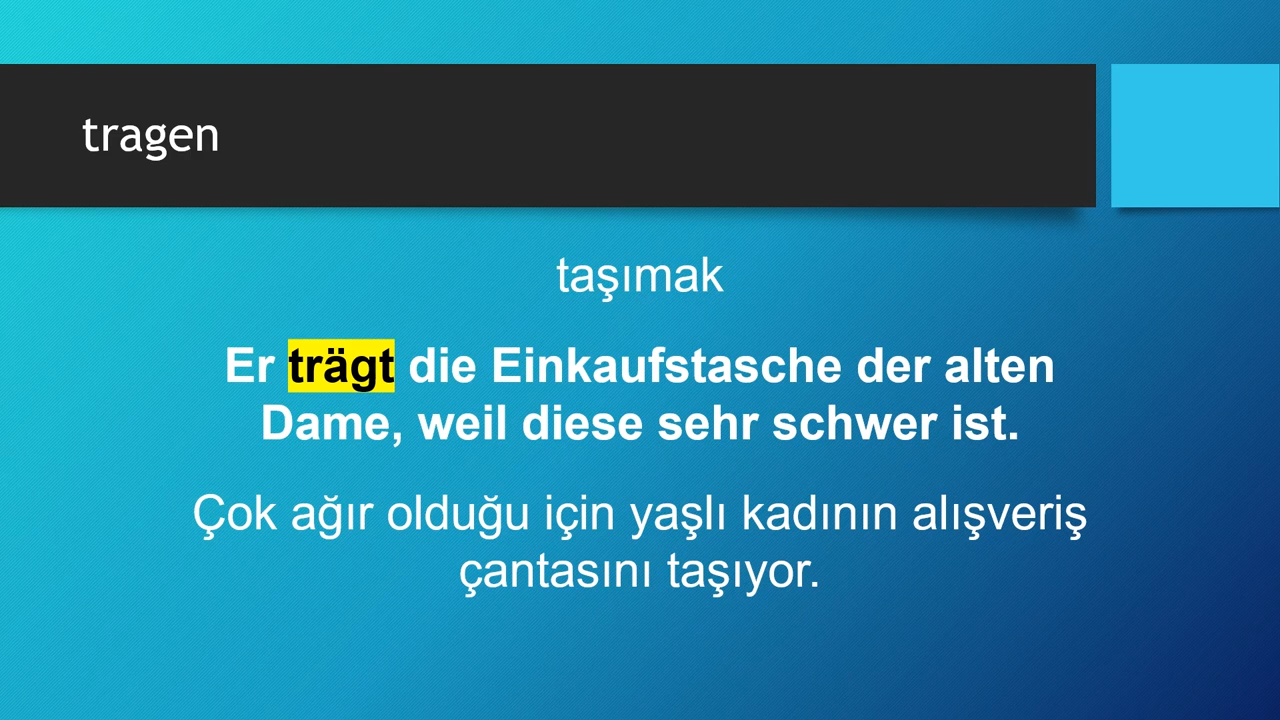 tragen
taşımak
Er trägt die Einkaufstasche der alten
Dame, weil diese sehr schwer ist.
Çok ağır olduğu için yaşlı kadının alışveriş
çantasını taşıyor.